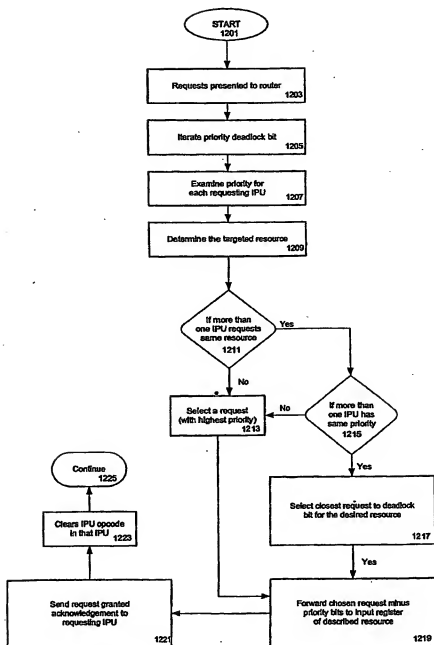 START
1201
Requests presented to router
1203
Iterate priority deadlock bit
1205
Examine priority for
each requesting IPU
1207
Determine the targeted resource
1209
If more than
one IPU requests
same resource
1211
Yes
No
Select a request
(with highest priority)
1213
No
If more than
one IPU has
same priority
1215
Yes
Continue
1225
Clears IPU opcode
in that IPU
1223
Select closest request to deadlock
bit for the desired resource
1217
Yes
Send request granted
acknowledgement to
requesting IPU
1221
Forward chosen request minus
priority bits to input register
of described resource
1219